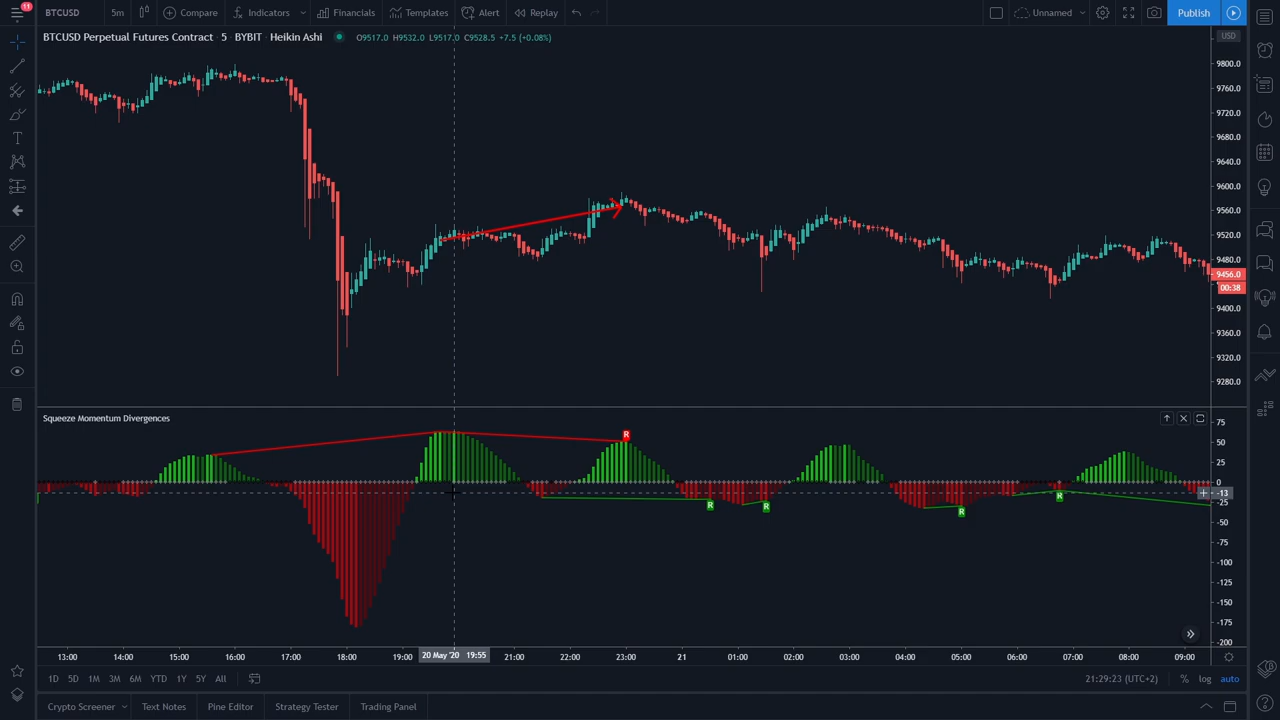 11 BTCUSD 5m Compare Indicators Financials Templates Alert Replay Unnamed Publish
BTCUSD Perpetual Futures Contract 5 BYBIT Heikin Ashi O9517.0 H9532.0 L9517.0 C9528.5 +7.5 (+0.08%)
USD
9800.0
9760.0
9720.0
9680.0
9640.0
9600.0
9560.0
9520.0
9480.0
9456.0
00:38
9400.0
9360.0
9320.0
9280.0
Squeeze Momentum Divergences
75
50
25
0
-13
-25
-50
-75
-100
-125
-150
-175
-200
R
R
R
R
R
13:00 14:00 15:00 16:00 17:00 18:00 19:00 20 May '20 19:55 21:00 22:00 23:00 21 01:00 02:00 03:00 04:00 05:00 06:00 07:00 08:00 09:00
1D 5D 1M 3M 6M YTD 1Y 5Y All 21:29:23 (UTC+2) % log auto
Crypto Screener Text Notes Pine Editor Strategy Tester Trading Panel